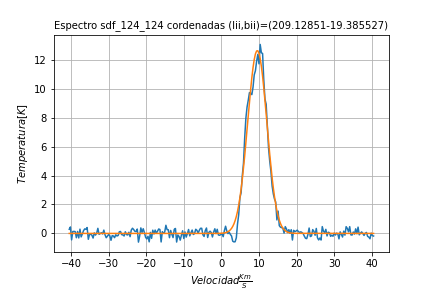 Espectro sdf_124_124 cordenadas (lii,bii)=(209.12851-19.385527)
Temperatura[K]
12
10
8
6
4
2
0
−40 −30 −20 −10 0 10 20 30 40
Velocidad Km/S